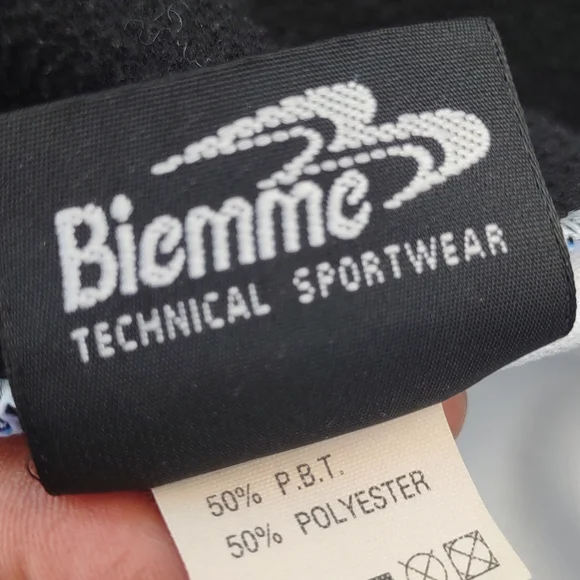 Biemme
TECHNICAL SPORTWEAR
50% P.B.T.
50% POLYESTER